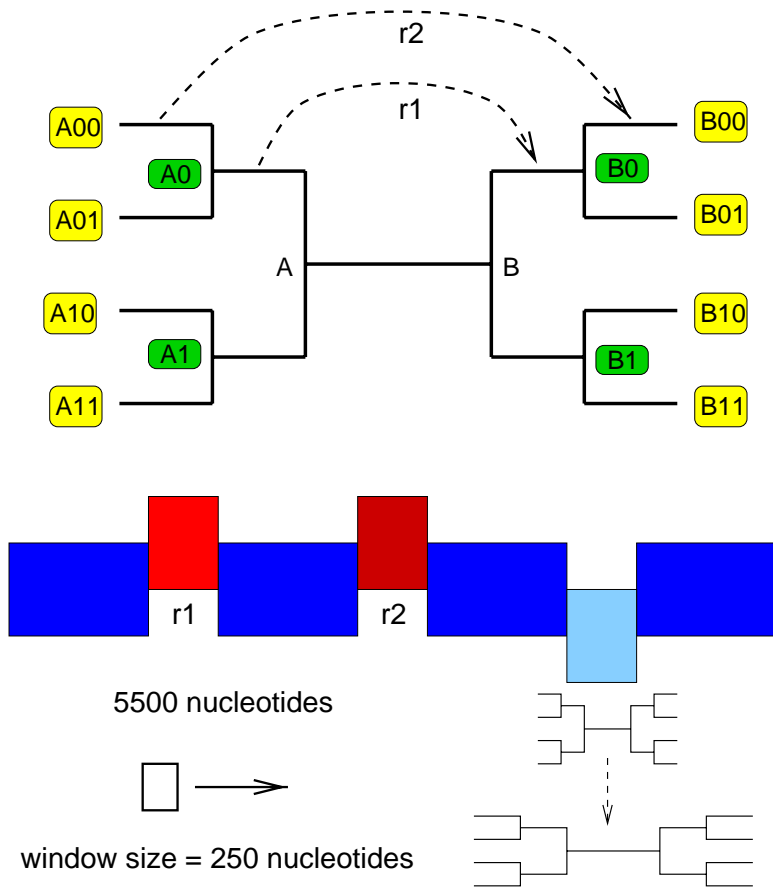 r2
r1
A00
B00
A0
B0
A01
B01
A
B
A10
B10
A1
B1
A11
B11
r1
r2
5500 nucleotides
window size = 250 nucleotides